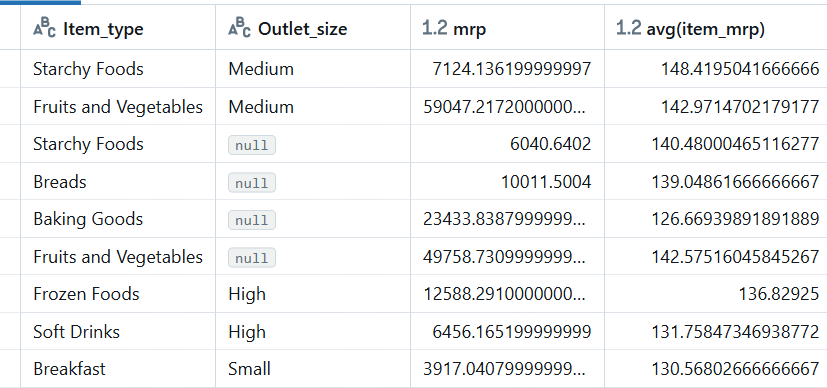 ABC Item_type ABC Outlet_size 1.2 mrp 1.2 avg(item_mrp)
Starchy Foods Medium 7124.136199999997 148.4195041666666
Fruits and Vegetables Medium 59047.2172000000... 142.9714702179177
Starchy Foods null 6040.6402 140.48000465116277
Breads null 10011.5004 139.04861666666667
Baking Goods null 23433.8387999999... 126.66939891891889
Fruits and Vegetables null 49758.7309999999... 142.57516045845267
Frozen Foods High 12588.2910000000... 136.82925
Soft Drinks High 6456.165199999999 131.75847346938772
Breakfast Small 3917.04079999999... 130.56802666666667